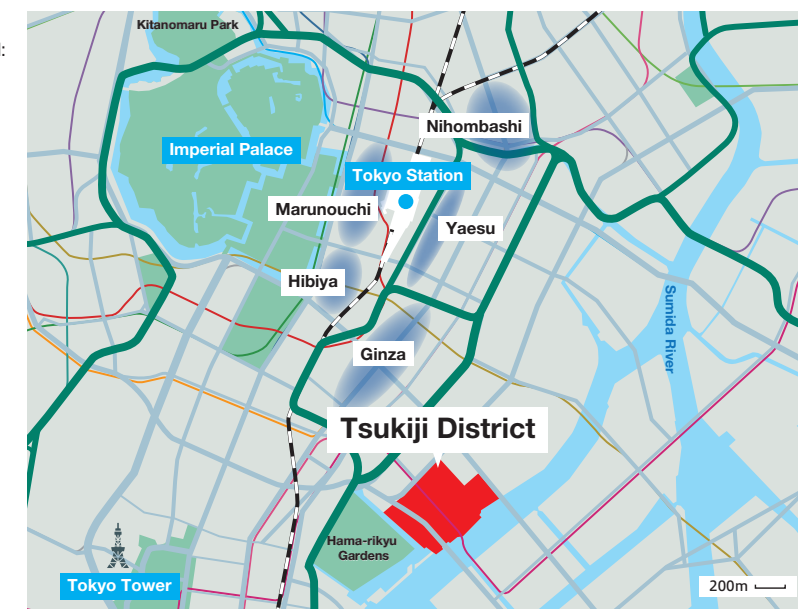 Kitanomaru Park
l:
Nihombashi
Imperial Palace
Tokyo Station
Marunouchi
Yaesu
Hibiya
Sumida River
Ginza
Tsukiji District
Hama-rikyu
Gardens
Tokyo Tower
200m